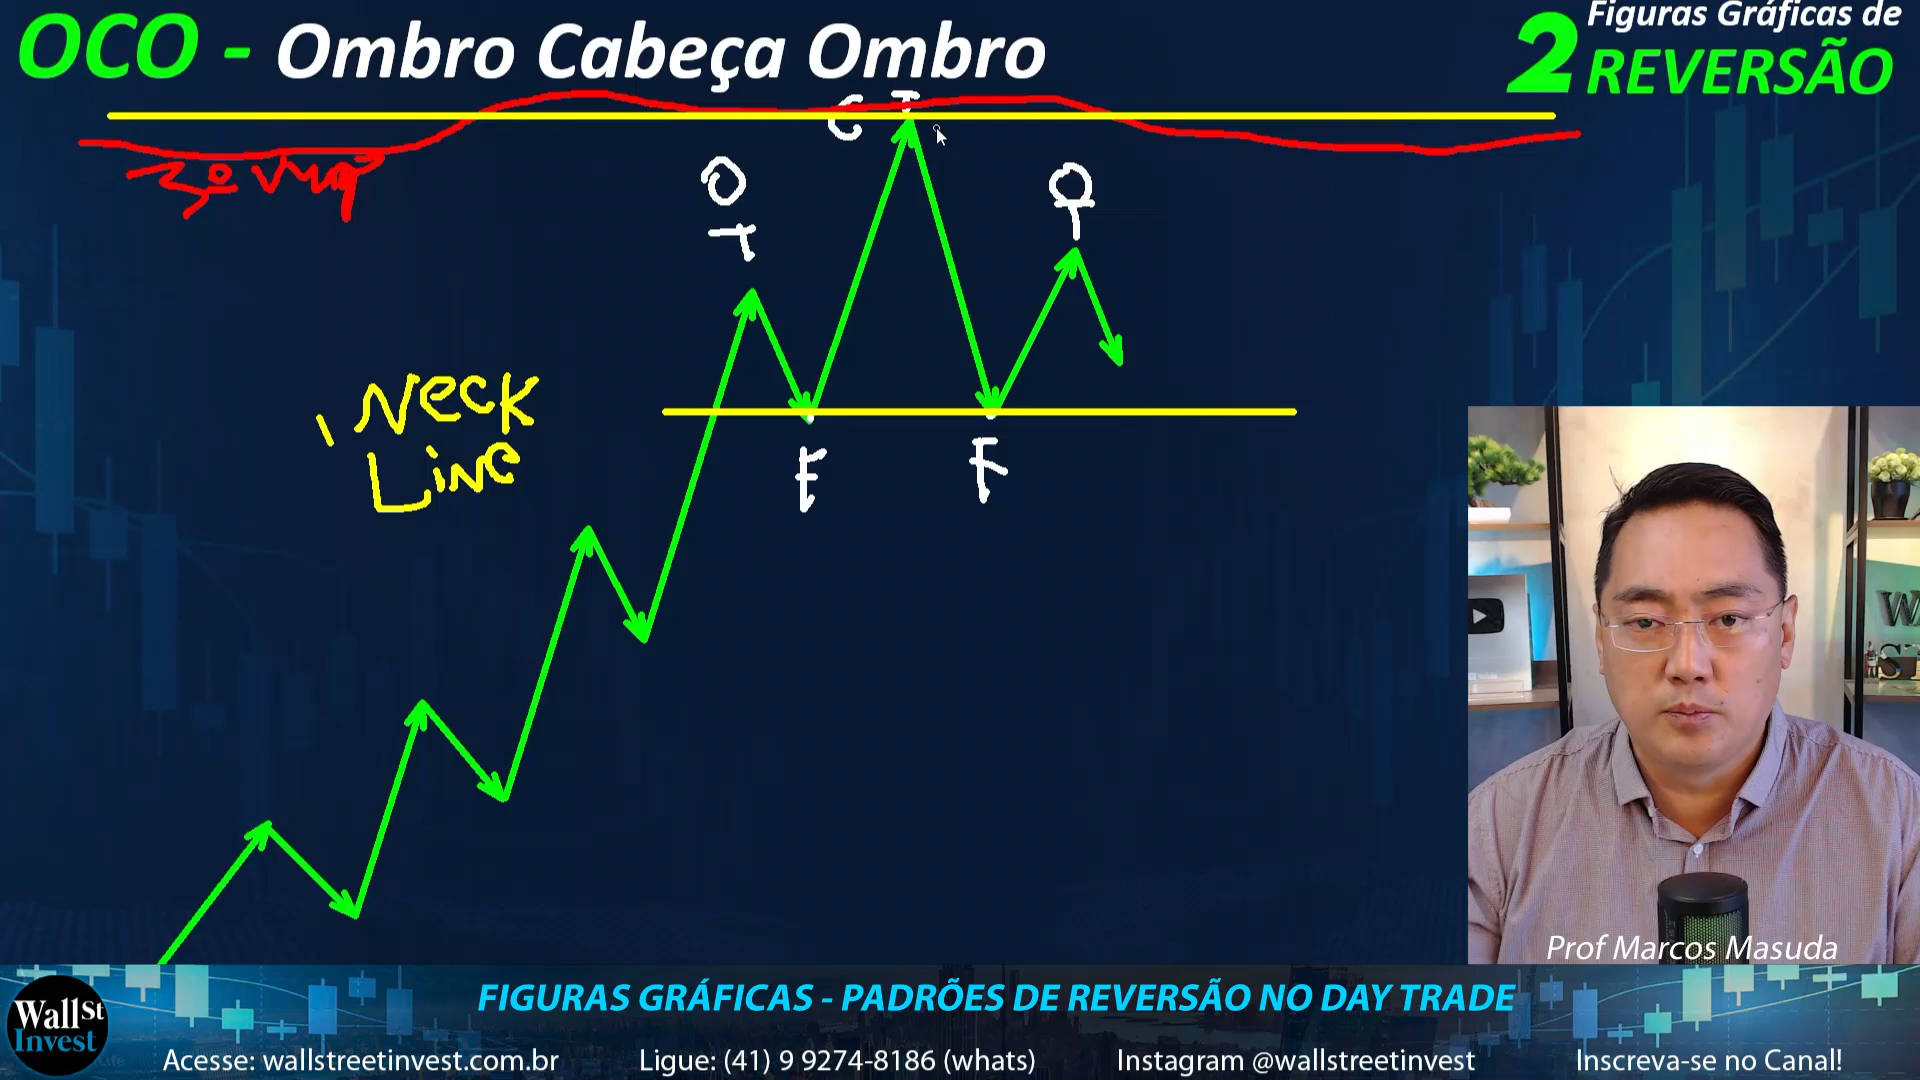 OCO - Ombro Cabeça Ombro
Figuras Gráficas de
2 REVERSÃO
C T
O
T
O
T
Neck
Line
F
F
Prof Marcos Masuda
FIGURAS GRÁFICAS - PADRÕES DE REVERSÃO NO DAY TRADE
Wall St
Invest
Acesse: wallstreetinvest.com.br Ligue: (41) 9 9274-8186 (whats) Instagram @wallstreetinvest Inscreva-se no Canal!